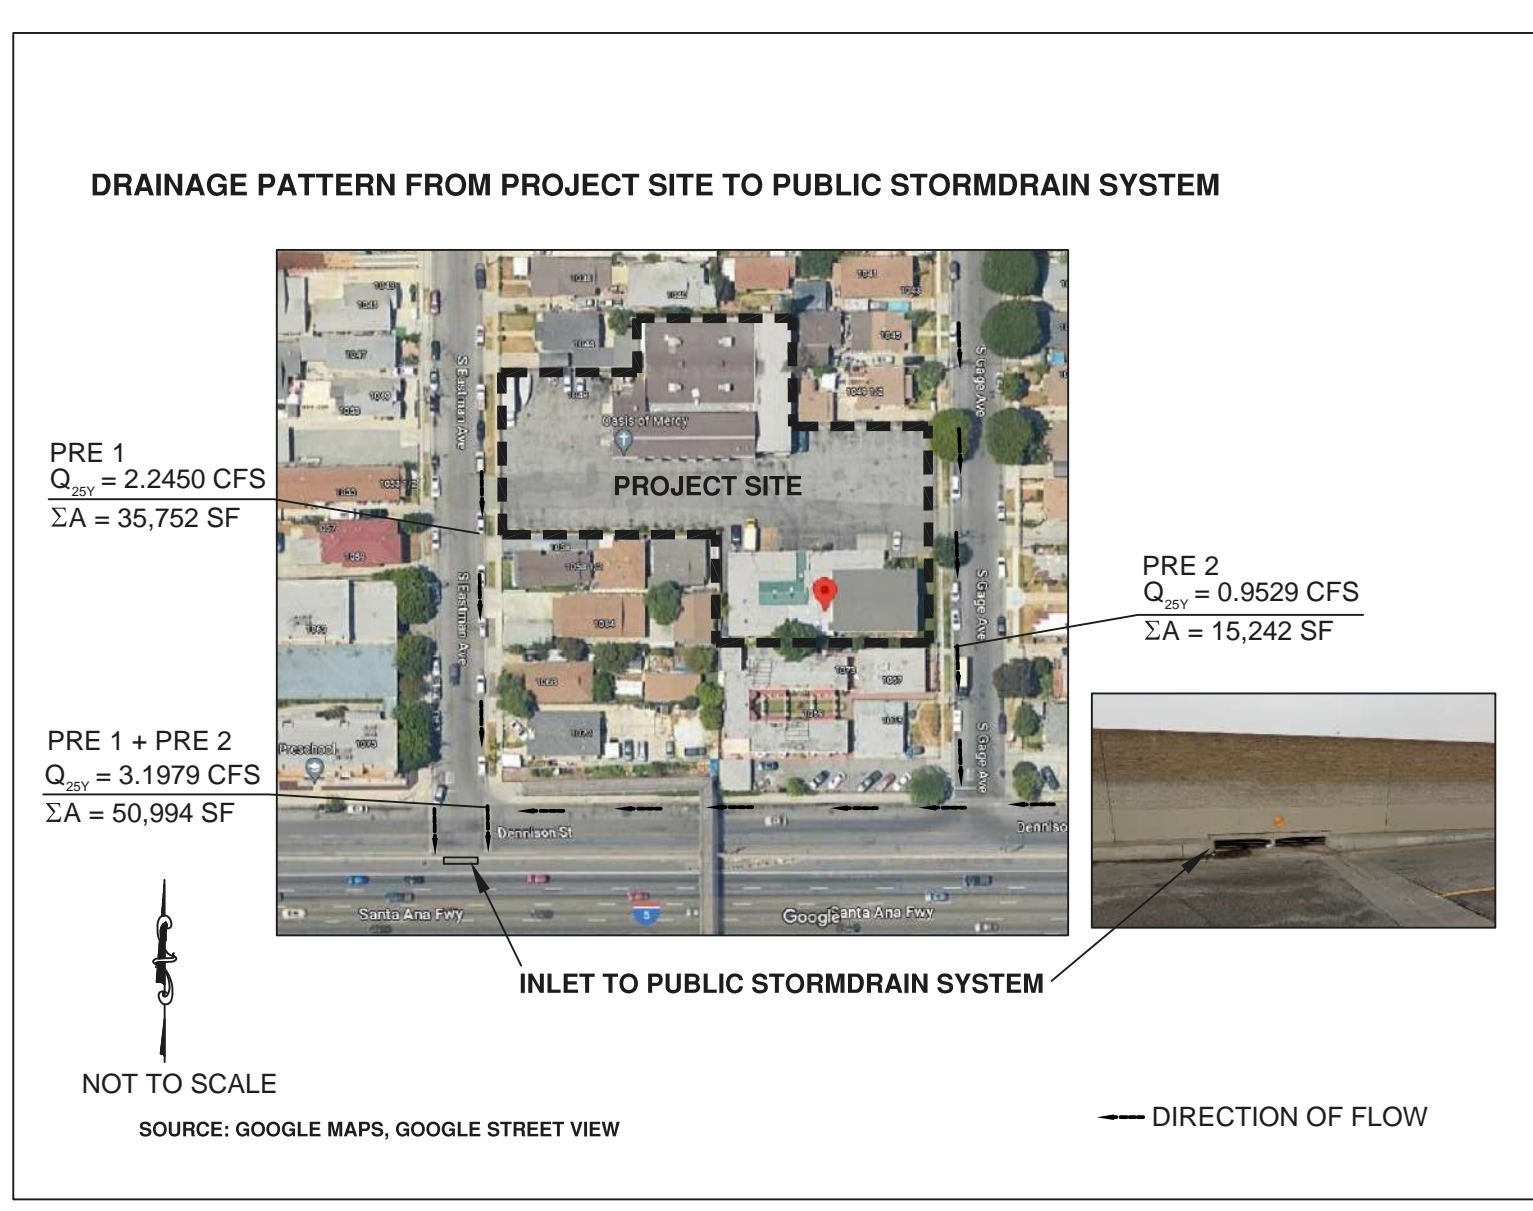 DRAINAGE PATTERN FROM PROJECT SITE TO PUBLIC STORMDRAIN SYSTEM
PRE 1
Q25Y = 2.2450 CFS
ΣA = 35,752 SF
PRE 1 + PRE 2
Q25Y = 3.1979 CFS
ΣA = 50,994 SF
S Eastman Ave
S Eastman Ave
Oasis of Mercy
PROJECT SITE
S Gage Ave
S Gage Ave
S Gage Ave
Preschool
Dennison St
Denniso
Santa Ana Fwy
5
Google
anta Ana Fwy
PRE 2
Q25Y = 0.9529 CFS
ΣA = 15,242 SF
INLET TO PUBLIC STORMDRAIN SYSTEM
NOT TO SCALE
SOURCE: GOOGLE MAPS, GOOGLE STREET VIEW
DIRECTION OF FLOW